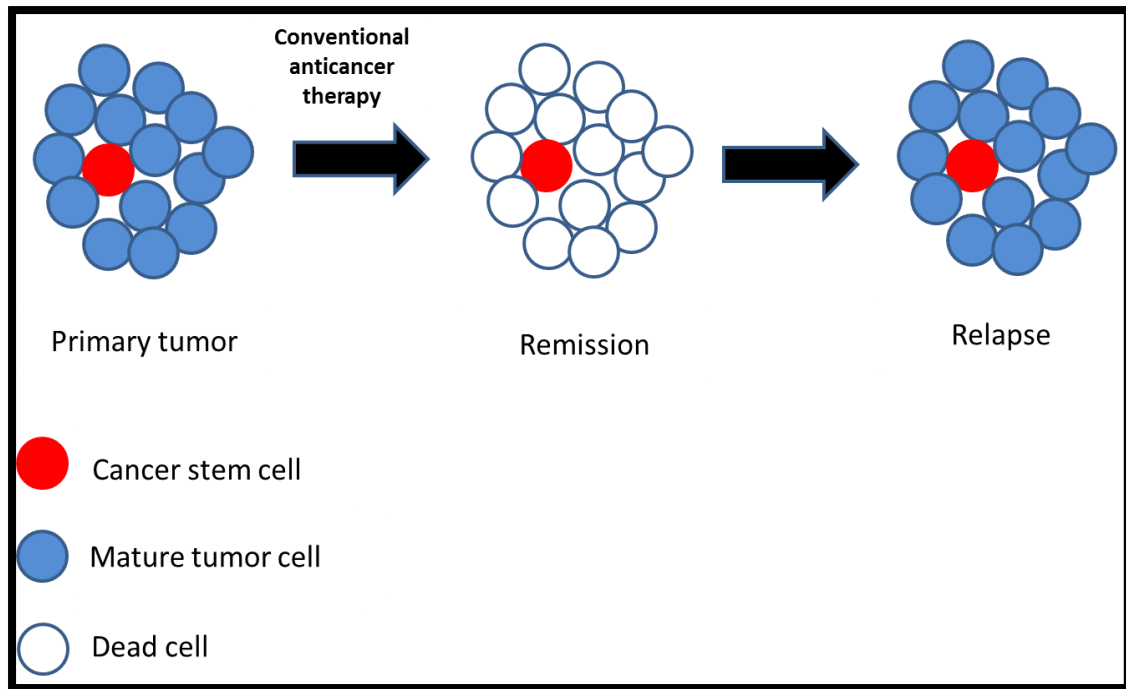 Conventional
anticancer
therapy
Primary tumor
Remission
Relapse
Cancer stem cell
Mature tumor cell
Dead cell